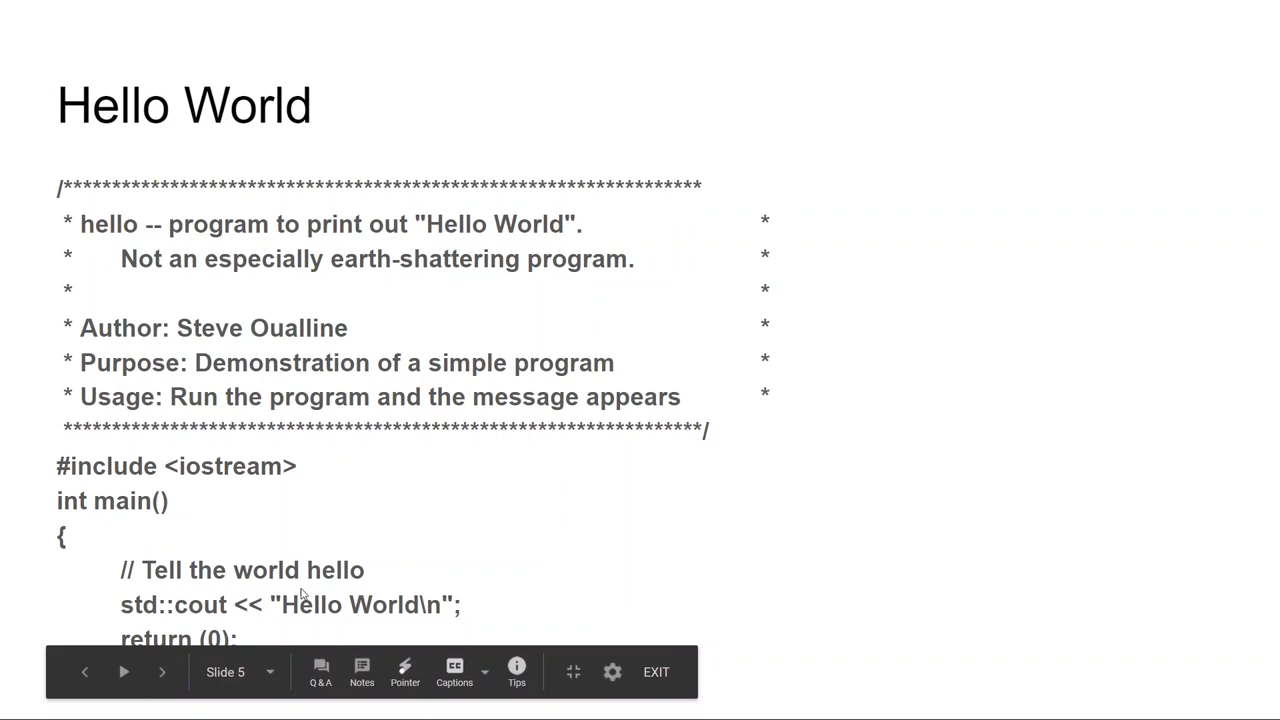 Hello World
/******************************************************************
* hello -- program to print out "Hello World". *
* Not an especially earth-shattering program. *
* *
* Author: Steve Oualline *
* Purpose: Demonstration of a simple program *
* Usage: Run the program and the message appears *
******************************************************************/
#include <iostream>
int main()
{
// Tell the world hello
std::cout << "Hello World\n";
return (0);
Slide 5
Q & A
Notes
Pointer
CC
Captions
Tips
EXIT